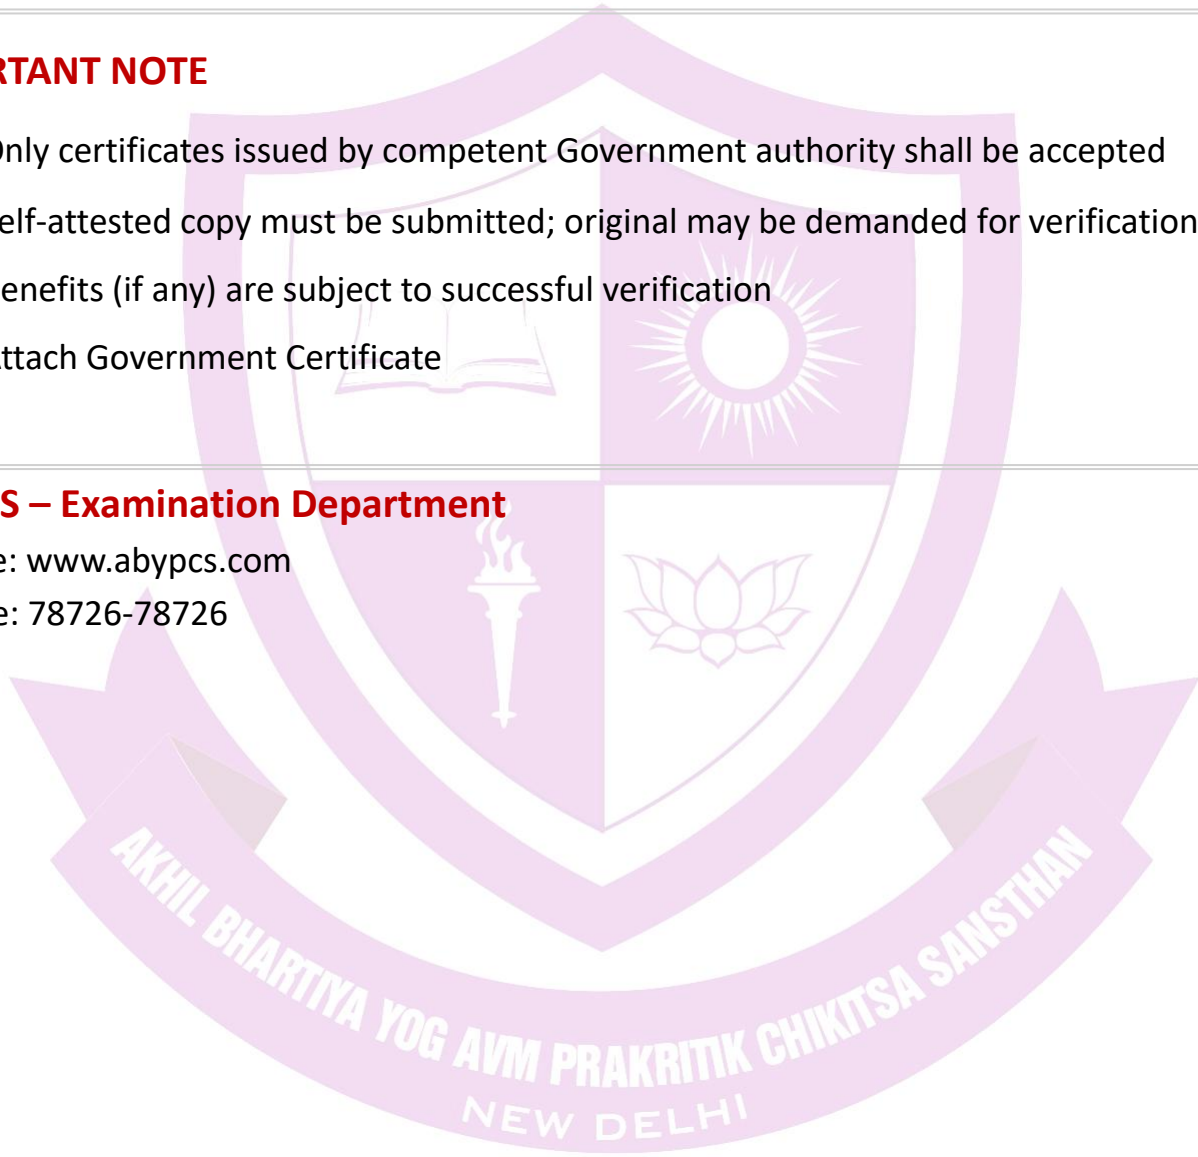 RTANT NOTE
Only certificates issued by competent Government authority shall be accepted
elf-attested copy must be submitted; original may be demanded for verification
enefits (if any) are subject to successful verification
Attach Government Certificate
S – Examination Department
e: www.abypcs.com
e: 78726-78726
AKHIL BHARTIYA YOG AVM PRAKRITIK CHIKITSA SANSTHAN
NEW DELHI